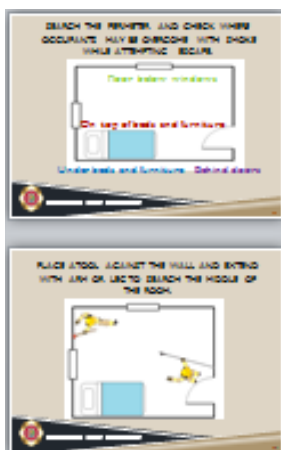 SEARCH THE PERIMETER AND CHECK WHERE
OCCUPANTS MAY BE OVERCOME WITH SMOKE
WHILE ATTEMPTING ESCAPE.
Floor below windows
On top of beds and furniture
Under beds and furniture Behind doors
PLACE A TOOL AGAINST THE WALL AND EXTEND
WITH ARM OR LEG TO SEARCH THE MIDDLE OF
THE ROOM.